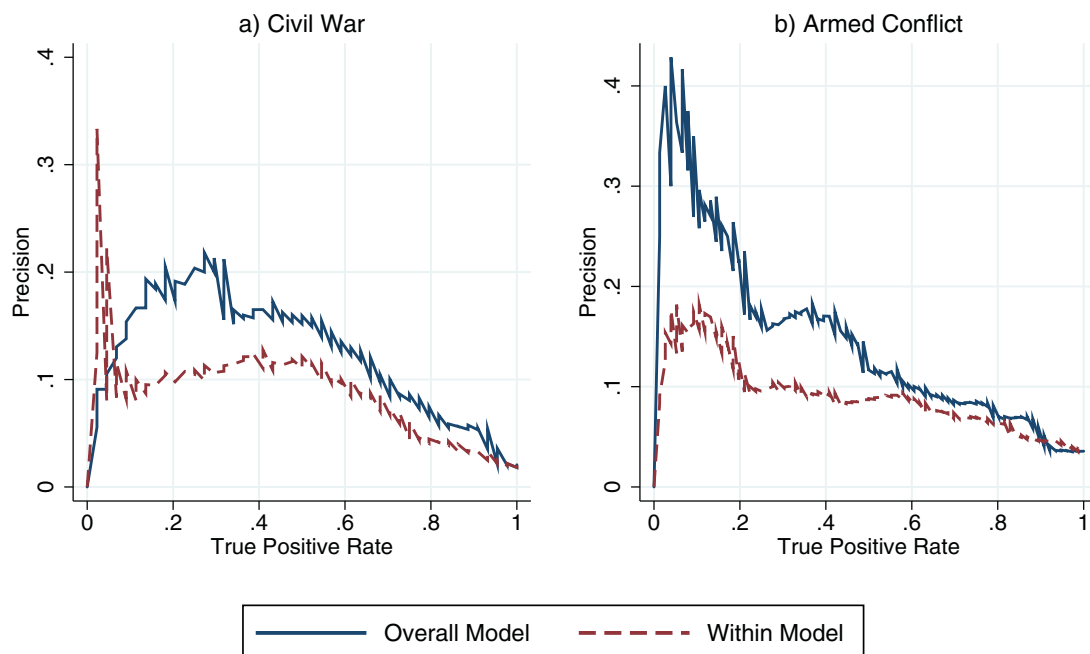 a) Civil War
.4
.3
.2
.1
0
Precision
0 .2 .4 .6 .8 1
True Positive Rate
b) Armed Conflict
.4
.3
.2
.1
0
Precision
0 .2 .4 .6 .8 1
True Positive Rate
Overall Model Within Model